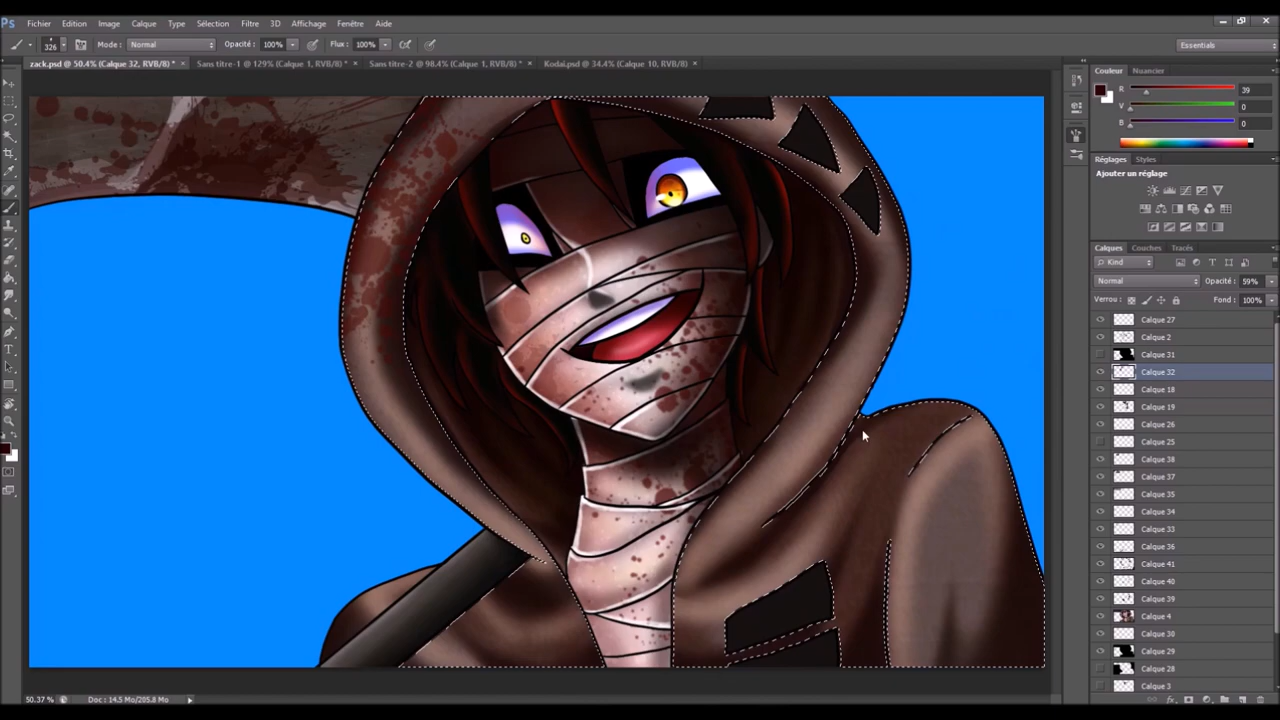 Ps Fichier Edition Image Calque Type Sélection Filtre 3D Affichage Fenêtre Aide
326 Mode : Normal Opacité : 100% Flux : 100% Essentials
zack.psd @ 50.4% (Calque 32, RVB/8) * × Sans titre-1 @ 129% (Calque 1, RVB/8) * × Sans titre-2 @ 98.4% (Calque 1, RVB/8) * × Kodai.psd @ 34.4% (Calque 10, RVB/8) ×
Couleur Nuancier
R 39
V 0
B 0
Réglages Styles
Ajouter un réglage
Calques Couches Tracés
Kind
Normal Opacité : 59%
Verrou : Fond : 100%
Calque 27
Calque 2
Calque 31
Calque 32
Calque 18
Calque 19
Calque 26
Calque 25
Calque 38
Calque 37
Calque 35
Calque 34
Calque 33
Calque 36
Calque 41
Calque 40
Calque 39
Calque 4
Calque 30
Calque 29
Calque 28
Calque 3
50.37 % Doc : 14.5 Mo/205.8 Mo